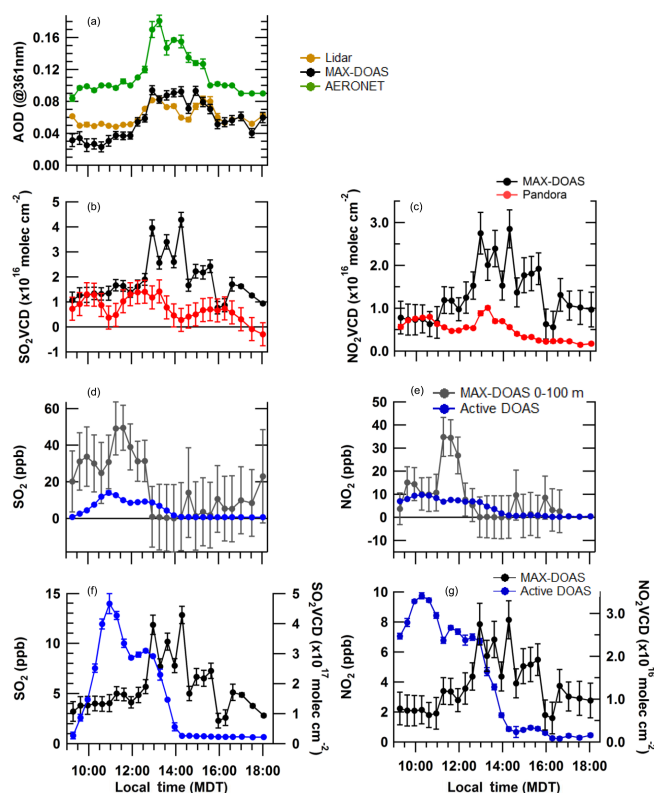 (a)
AOD (@361nm)
0.16
0.12
0.08
0.04
0.00
Lidar
MAX-DOAS
AERONET
(b)
SO2VCD (x10^16 molec cm^-2)
5
4
3
2
1
0
-1
MAX-DOAS
Pandora
(c)
NO2VCD (x10^16 molec cm^-2)
3.0
2.0
1.0
0.0
(d)
SO2 (ppb)
60
40
20
0
MAX-DOAS 0-100 m
Active DOAS
(e)
NO2 (ppb)
50
40
30
20
10
0
-10
(f)
SO2 (ppb)
15
10
5
0
5
4
3
2
1
0
SO2VCD (x10^17 molec cm^-2)
10:00 12:00 14:00 16:00 18:00
Local time (MDT)
MAX-DOAS
Active DOAS
(g)
NO2 (pbb)
10
8
6
4
2
0
3.0
2.0
1.0
0.0
NO2VCD (x10^16 molec cm^-2)
10:00 12:00 14:00 16:00 18:00
Local time (MDT)